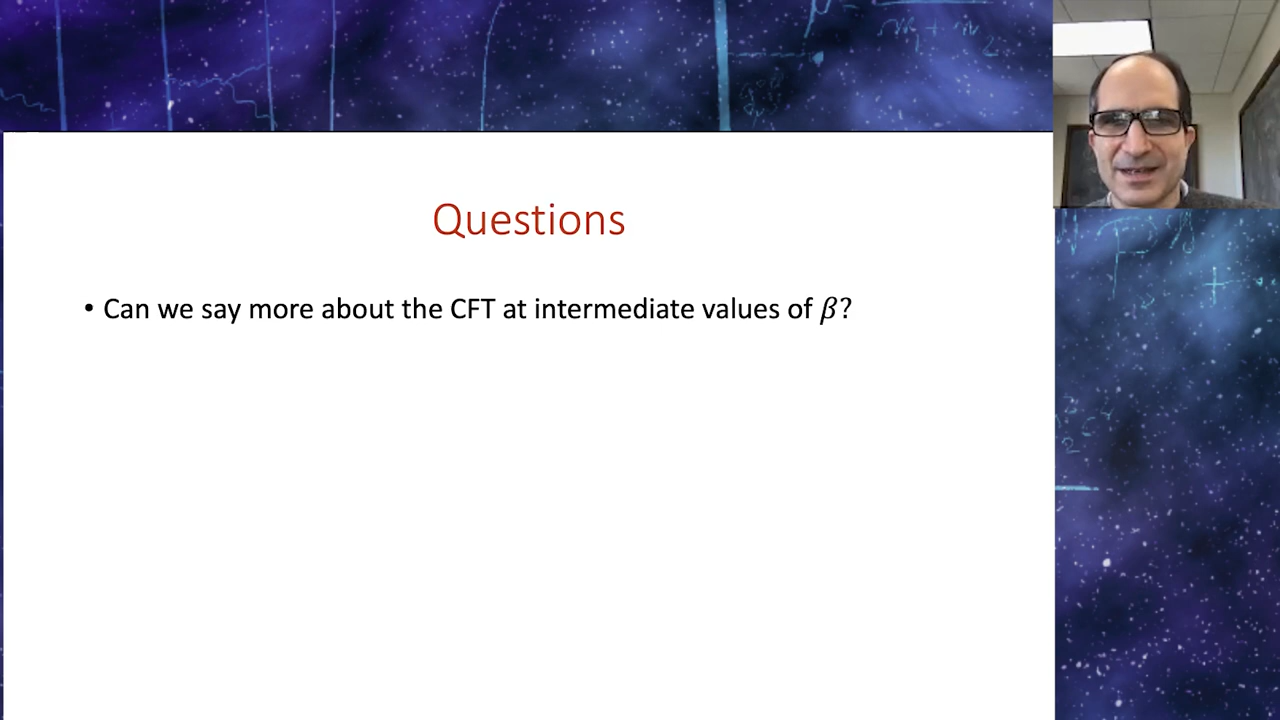 Questions
• Can we say more about the CFT at intermediate values of β?